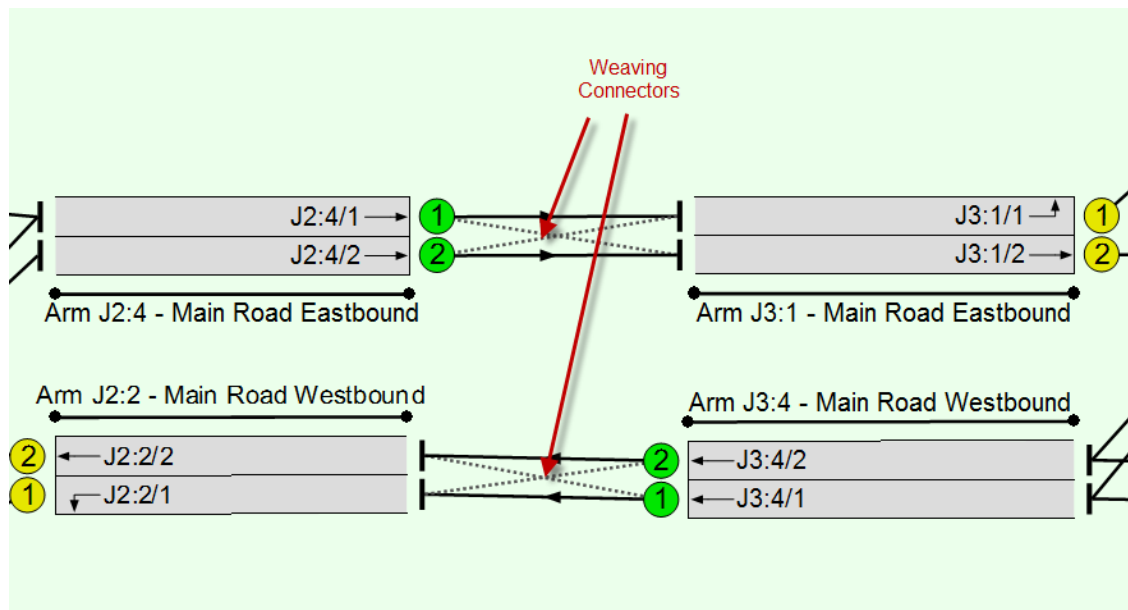 Weaving
Connectors
J2:4/1
1
J3:1/1
1
J2:4/2
2
J3:1/2
2
Arm J2:4 - Main Road Eastbound
Arm J3:1 - Main Road Eastbound
Arm J2:2 - Main Road Westbound
Arm J3:4 - Main Road Westbound
2
J2:2/2
2
J3:4/2
1
J2:2/1
1
J3:4/1